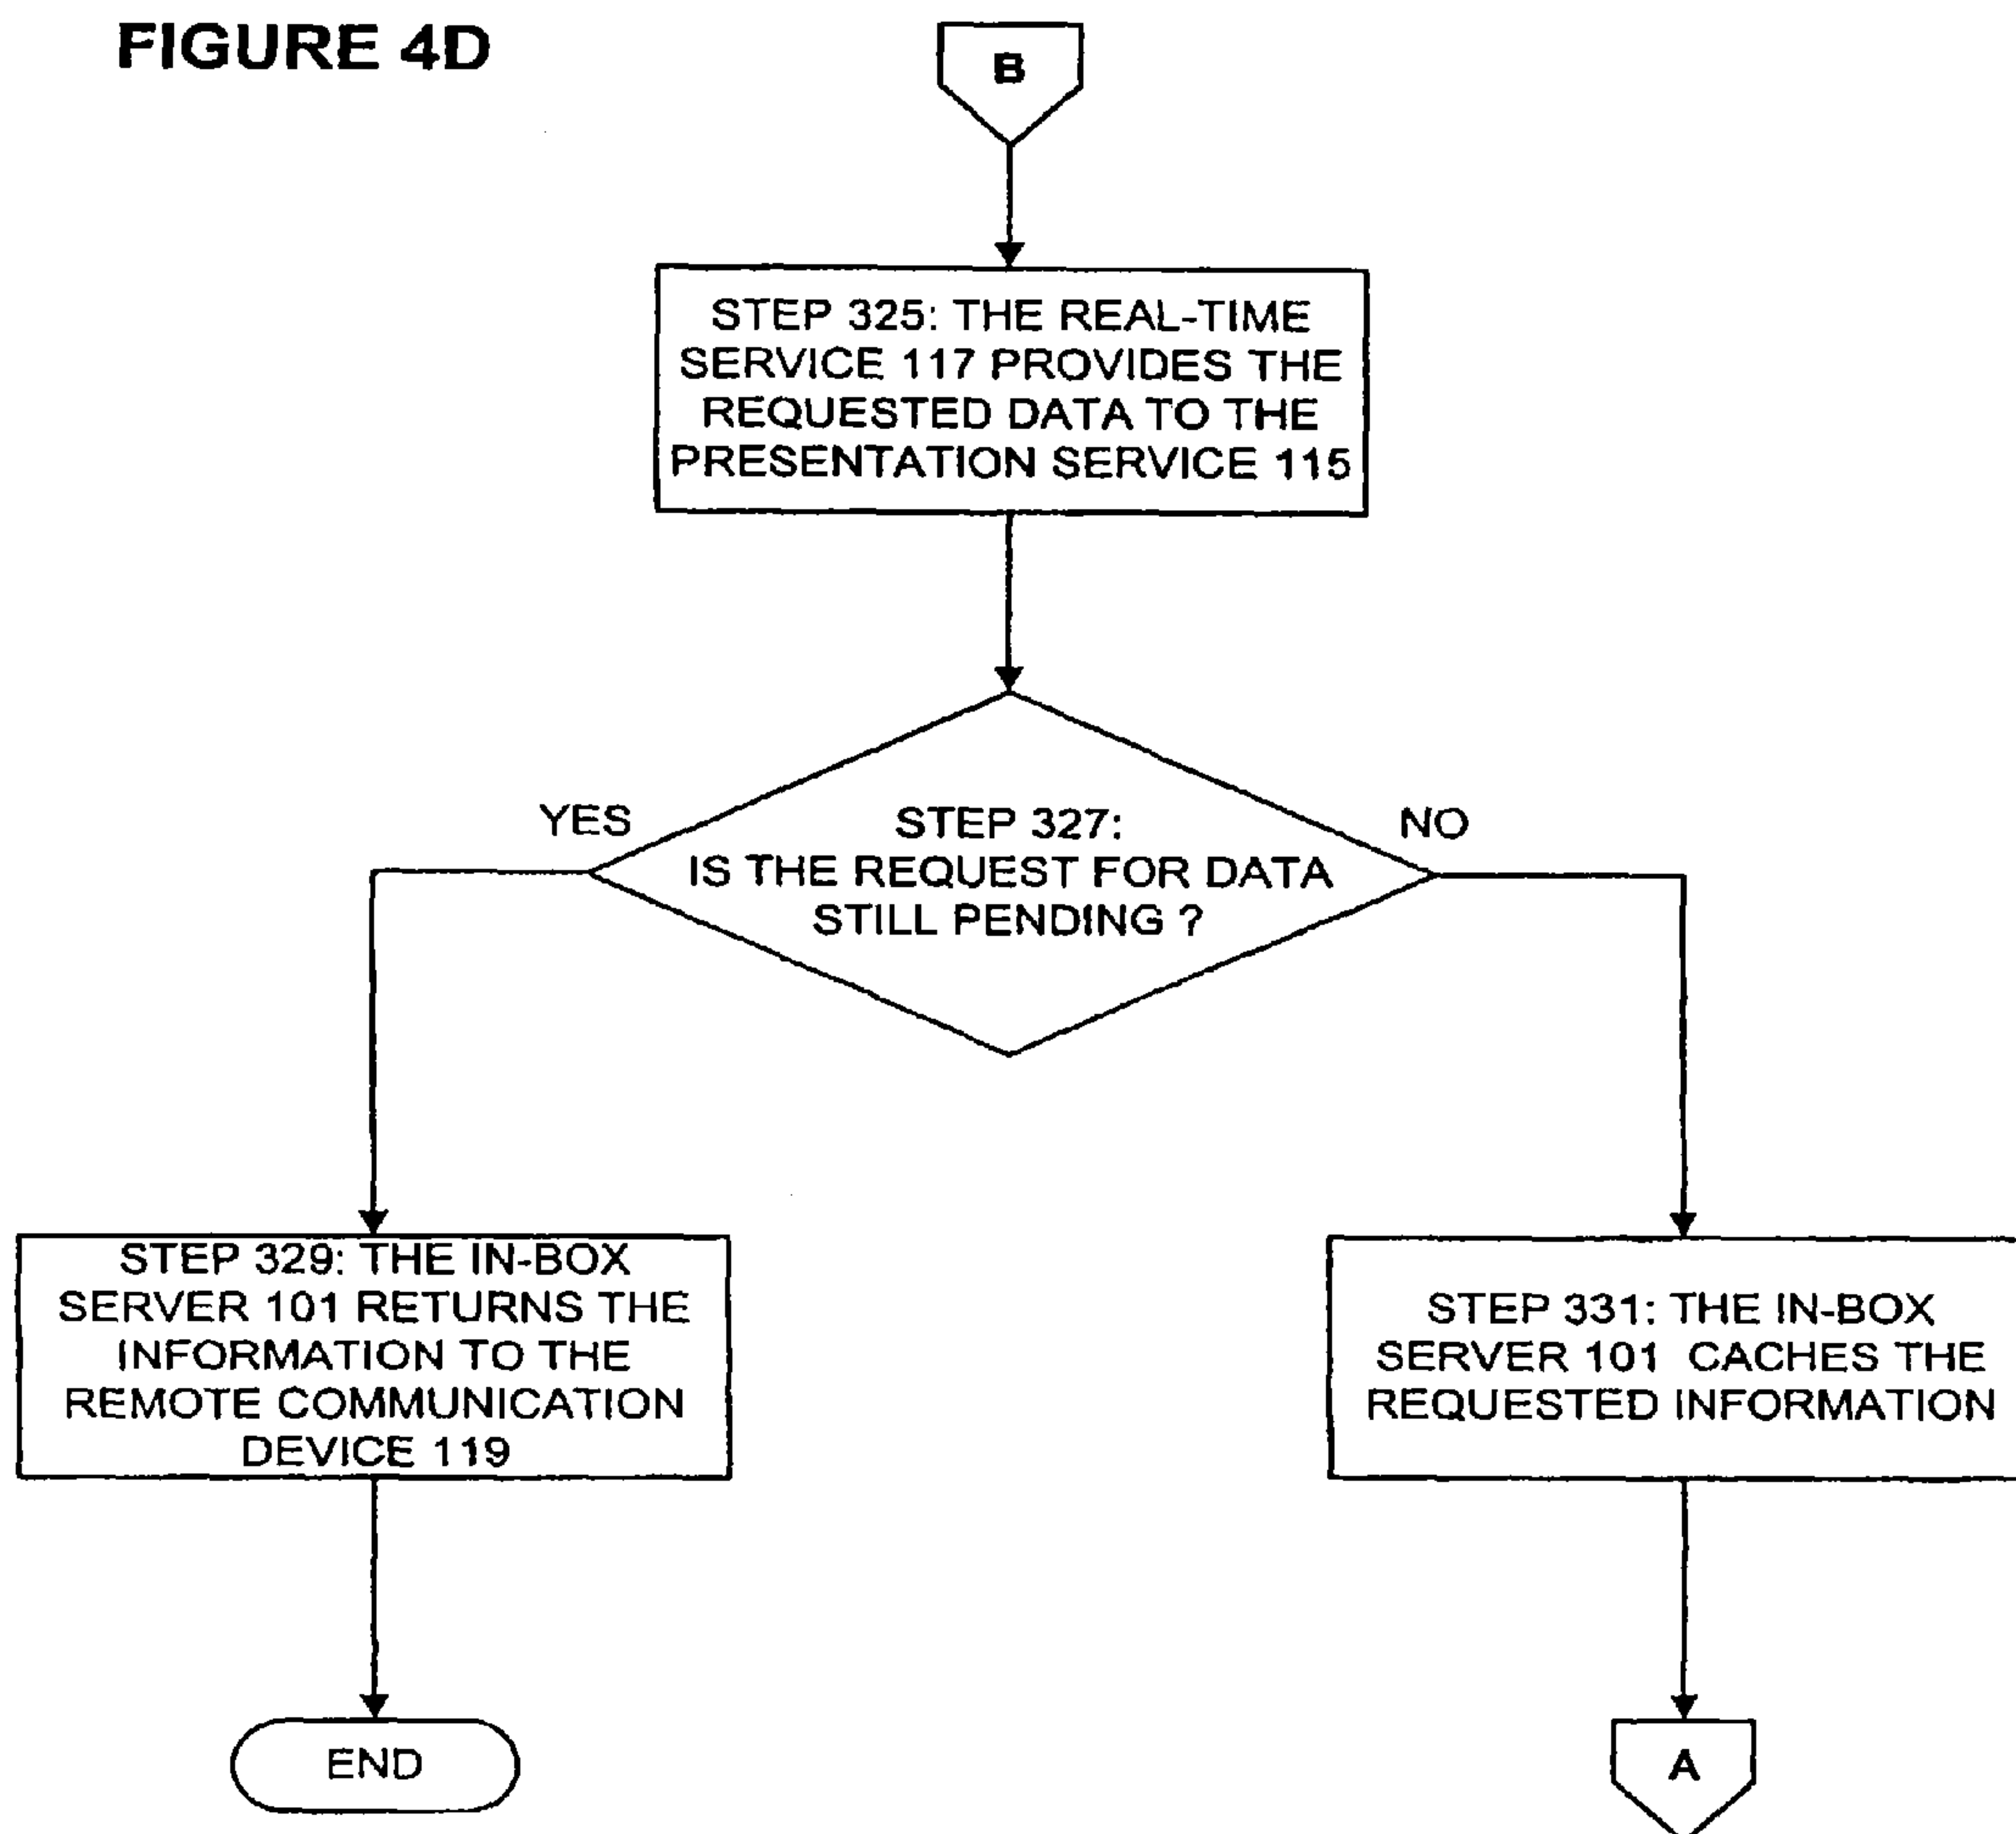 FIGURE 4D
B
STEP 325: THE REAL-TIME
SERVICE 117 PROVIDES THE
REQUESTED DATA TO THE
PRESENTATION SERVICE 115
YES
STEP 327:
IS THE REQUEST FOR DATA
STILL PENDING ?
NO
STEP 329: THE IN-BOX
SERVER 101 RETURNS THE
INFORMATION TO THE
REMOTE COMMUNICATION
DEVICE 119
STEP 331: THE IN-BOX
SERVER 101 CACHES THE
REQUESTED INFORMATION
END
A